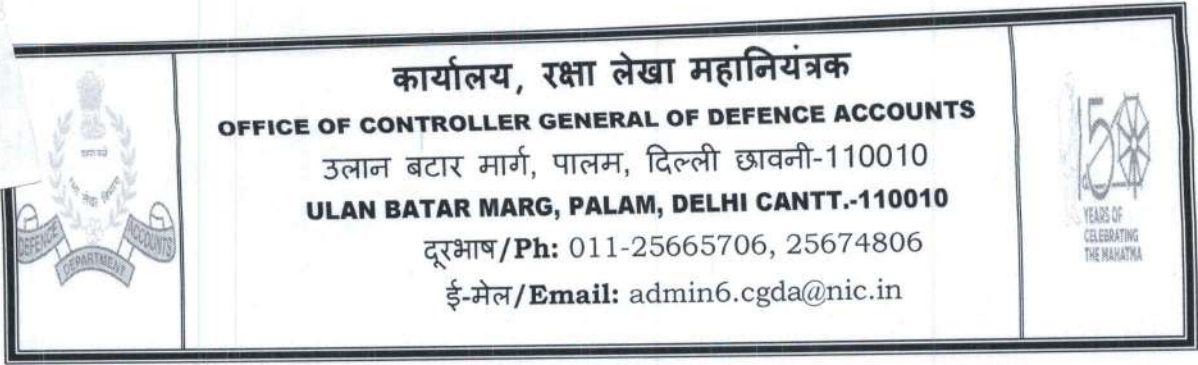 कार्यालय, रक्षा लेखा महानियंत्रक
OFFICE OF CONTROLLER GENERAL OF DEFENCE ACCOUNTS
उलान बटार मार्ग, पालम, दिल्ली छावनी-110010
ULAN BATAR MARG, PALAM, DELHI CANTT.-110010
दूरभाष/Ph: 011-25665706, 25674806
ई-मेल/Email: admin6.cgda@nic.in
DEFENCE
ACCOUNTS
DEPARTMENT
150
YEARS OF
CELEBRATING
THE MAHATMA